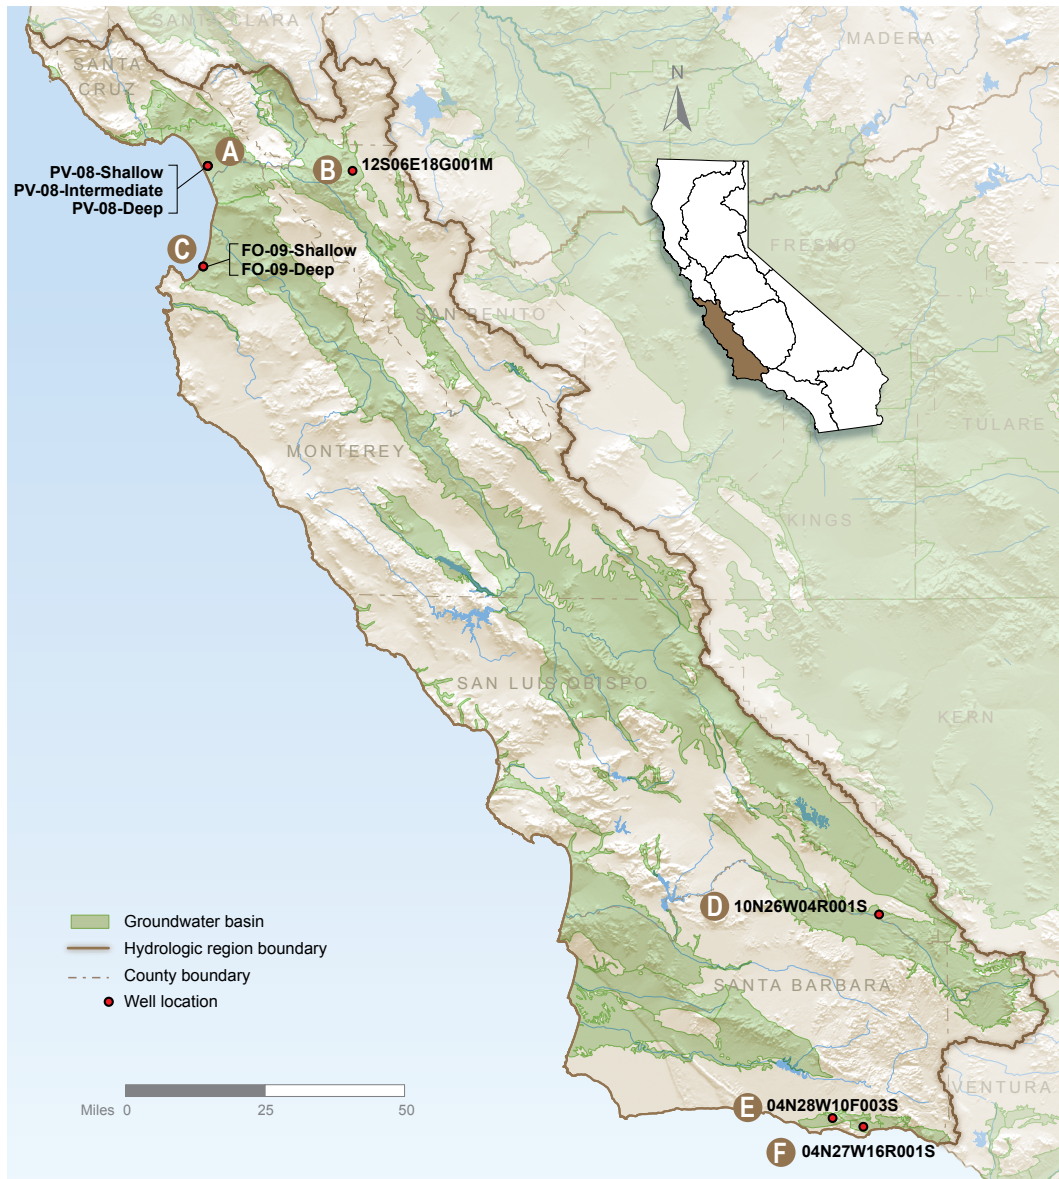 SANTA CLARA
MADERA
SANTA
CRUZ
N
A
B
12S06E18G001M
PV-08-Shallow
PV-08-Intermediate
PV-08-Deep
C
FO-09-Shallow
FO-09-Deep
FRESNO
SAN BENITO
TULARE
MONTEREY
KINGS
SAN LUIS OBISPO
KERN
D
10N26W04R001S
Groundwater basin
Hydrologic region boundary
County boundary
Well location
SANTA BARBARA
VENTURA
Miles 0 25 50
E
04N28W10F003S
F
04N27W16R001S